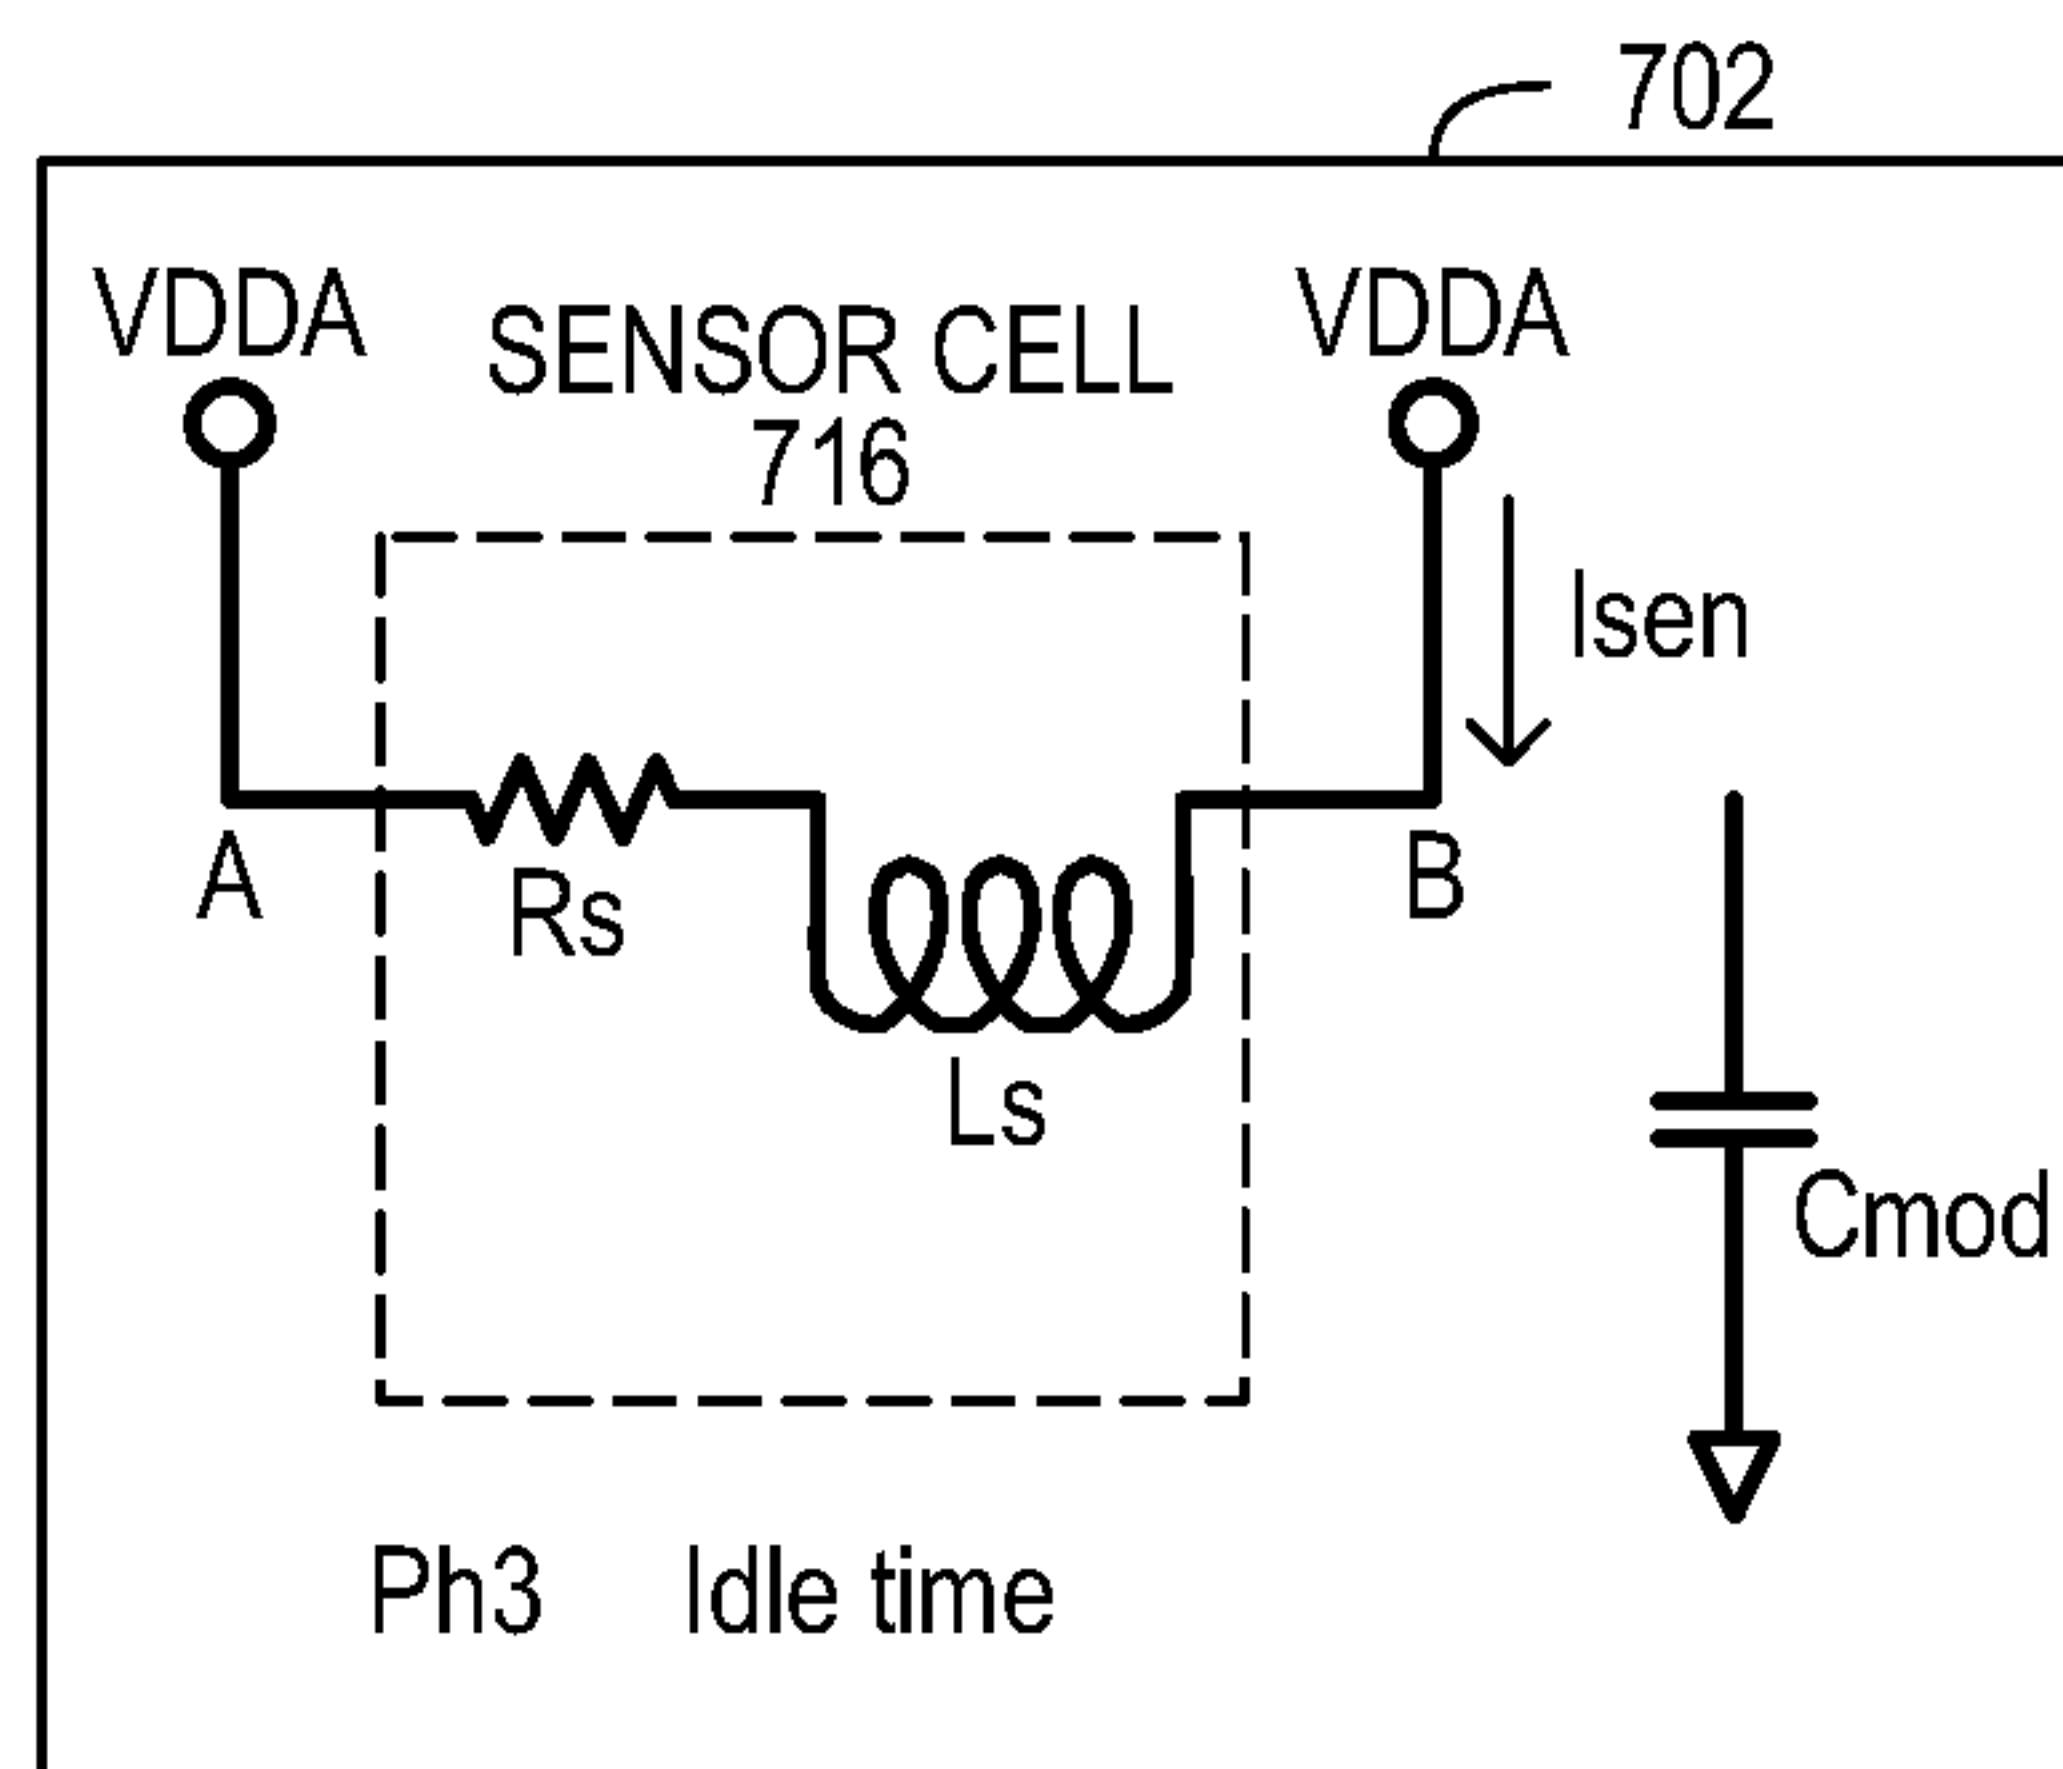 702
VDDA
SENSOR CELL
716
VDDA
Isen
A
Rs
B
Ls
Cmod
Ph3 Idle time